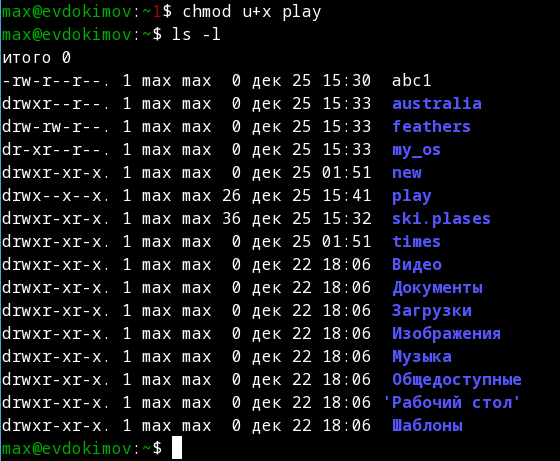 max@evdokimov:~1$ chmod u+x play
max@evdokimov:~$ ls -l
итого 0
-rw-r--r--. 1 max max  0 дек 25 15:30  abc1
drwxr--r--. 1 max max  0 дек 25 15:33  australia
drw-rw-r--. 1 max max  0 дек 25 15:33  feathers
dr-xr--r--. 1 max max  0 дек 25 15:33  my_os
drwxr-xr-x. 1 max max  0 дек 25 01:51  new
drwx--x--x. 1 max max 26 дек 25 15:41  play
drwxr-xr-x. 1 max max 36 дек 25 15:32  ski.plases
drwxr-xr-x. 1 max max  0 дек 25 01:51  times
drwxr-xr-x. 1 max max  0 дек 22 18:06  Видео
drwxr-xr-x. 1 max max  0 дек 22 18:06  Документы
drwxr-xr-x. 1 max max  0 дек 22 18:06  Загрузки
drwxr-xr-x. 1 max max  0 дек 22 18:06  Изображения
drwxr-xr-x. 1 max max  0 дек 22 18:06  Музыка
drwxr-xr-x. 1 max max  0 дек 22 18:06  Общедоступные
drwxr-xr-x. 1 max max  0 дек 22 18:06 'Рабочий стол'
drwxr-xr-x. 1 max max  0 дек 22 18:06  Шаблоны
max@evdokimov:~$